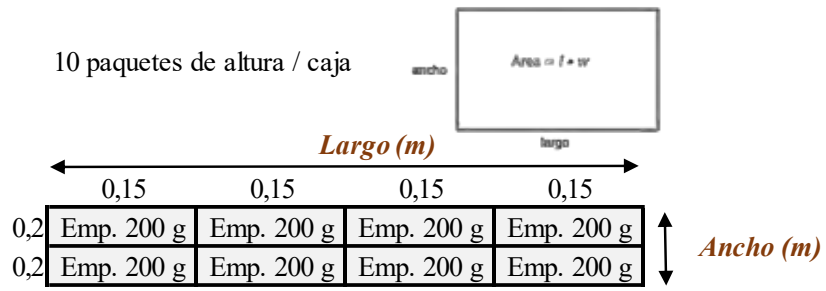 10 paquetes de altura / caja
ancho
Area = l * w
largo
Largo (m)
0,15 0,15 0,15 0,15
0,2 Emp. 200 g Emp. 200 g Emp. 200 g Emp. 200 g
0,2 Emp. 200 g Emp. 200 g Emp. 200 g Emp. 200 g
Ancho (m)